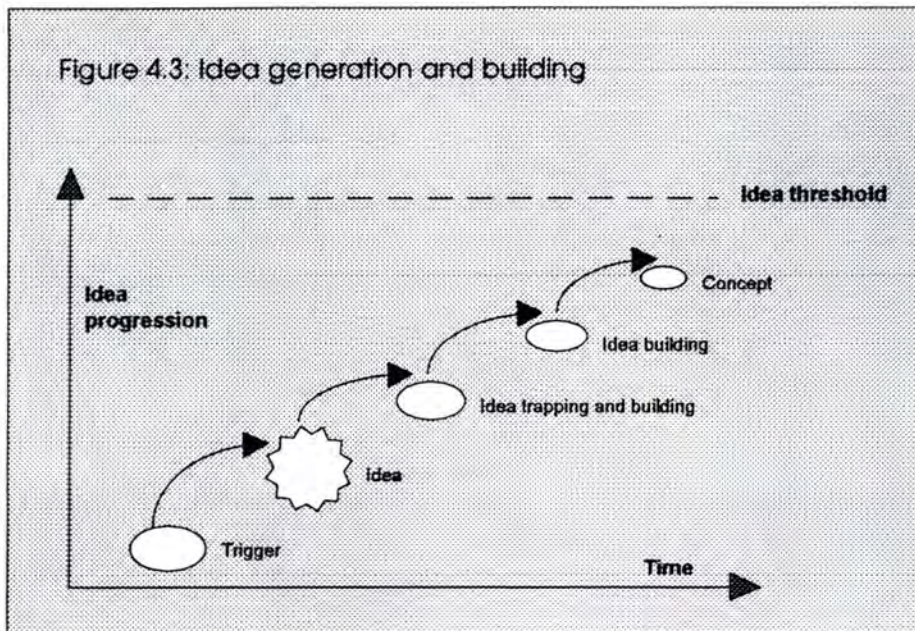 Figure 4.3: Idea generation and building
Idea threshold
Idea
progression
Concept
Idea building
Idea trapping and building
Idea
Trigger
Time